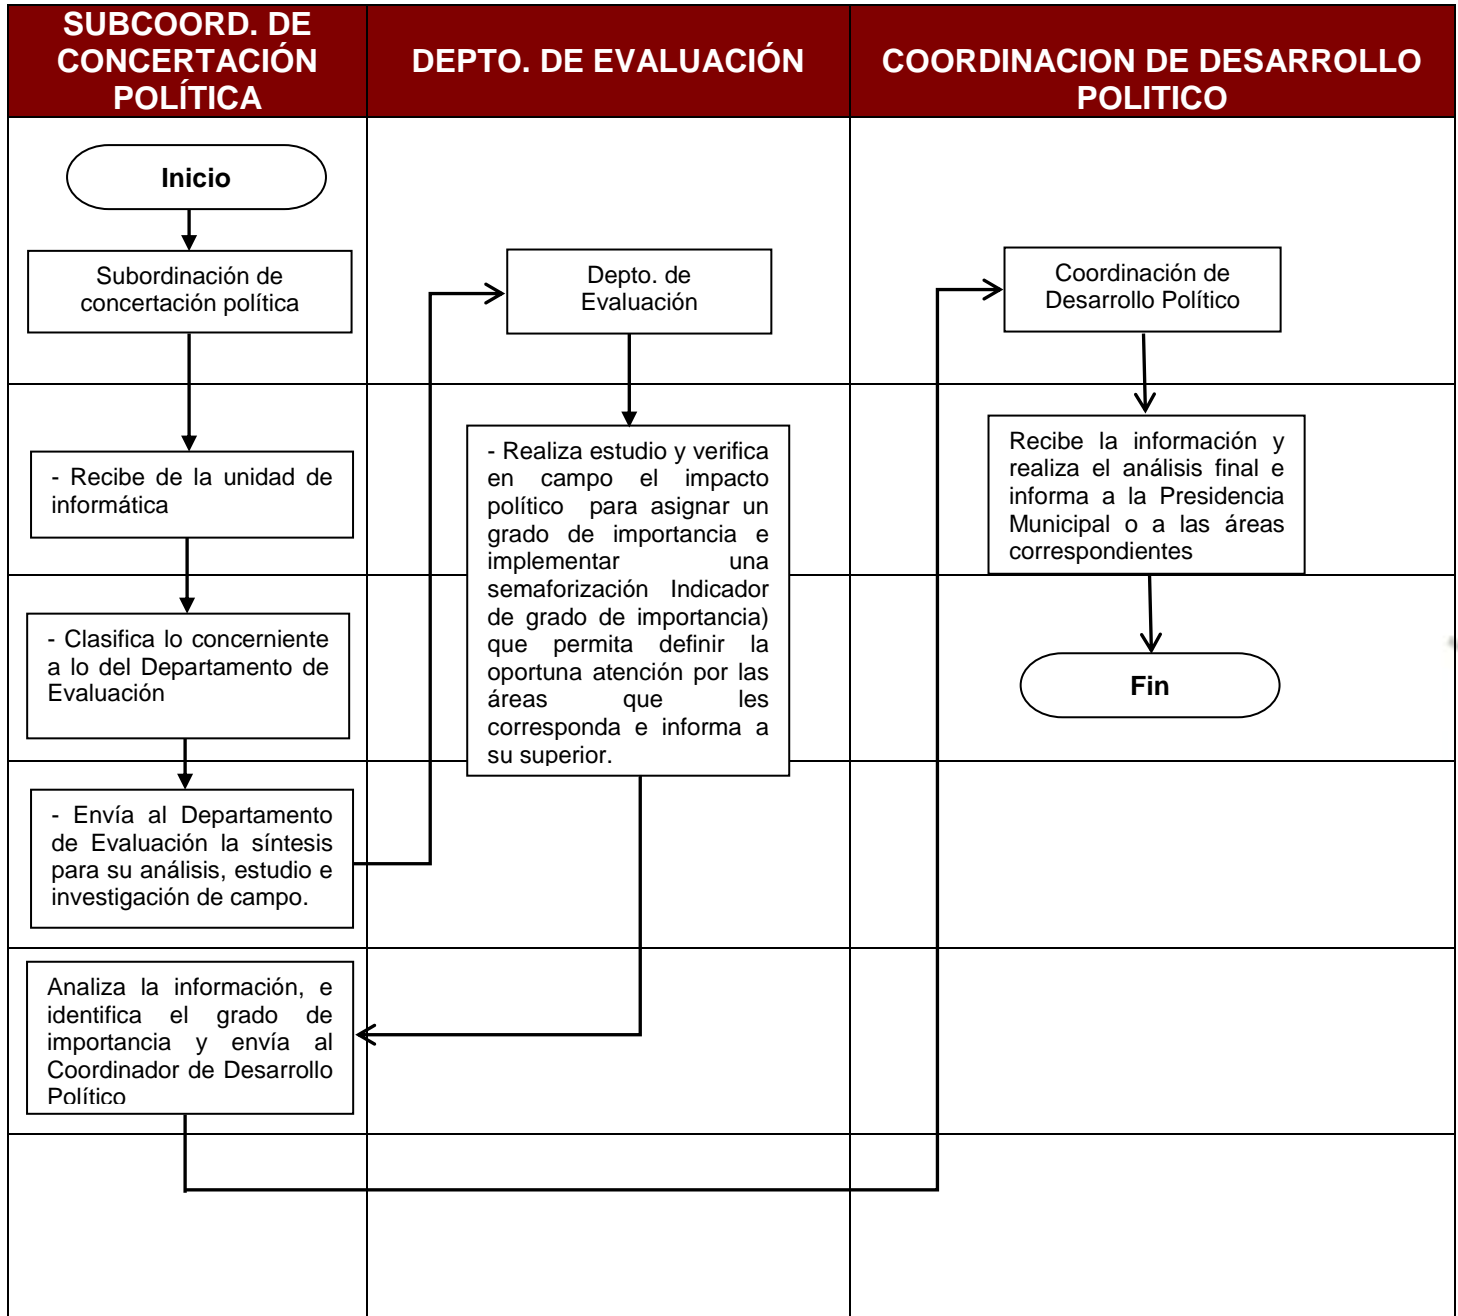 SUBCOORD. DE
CONCERTACIÓN
POLÍTICA
DEPTO. DE EVALUACIÓN
COORDINACION DE DESARROLLO
POLITICO
Inicio
Subordinación de
concertación política
- Recibe de la unidad de
informática
- Clasifica lo concerniente
a lo del Departamento de
Evaluación
- Envía al Departamento
de Evaluación la síntesis
para su análisis, estudio e
investigación de campo.
Analiza la información, e
identifica el grado de
importancia y envía al
Coordinador de Desarrollo
Político
Depto. de
Evaluación
- Realiza estudio y verifica
en campo el impacto
político para asignar un
grado de importancia e
implementar una
semaforización Indicador
de grado de importancia)
que permita definir la
oportuna atención por las
áreas que les
corresponda e informa a
su superior.
Coordinación de
Desarrollo Político
Recibe la información y
realiza el análisis final e
informa a la Presidencia
Municipal o a las áreas
correspondientes
Fin